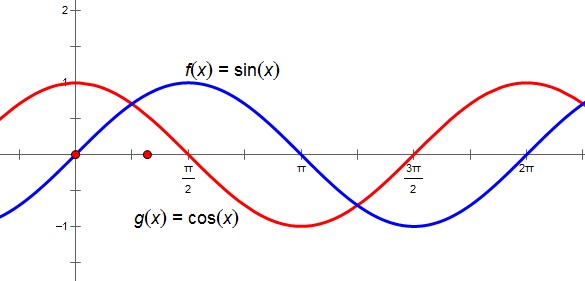 2
f(x) = sin(x)
1
π/2
π
3π/2
2π
g(x) = cos(x)
−1